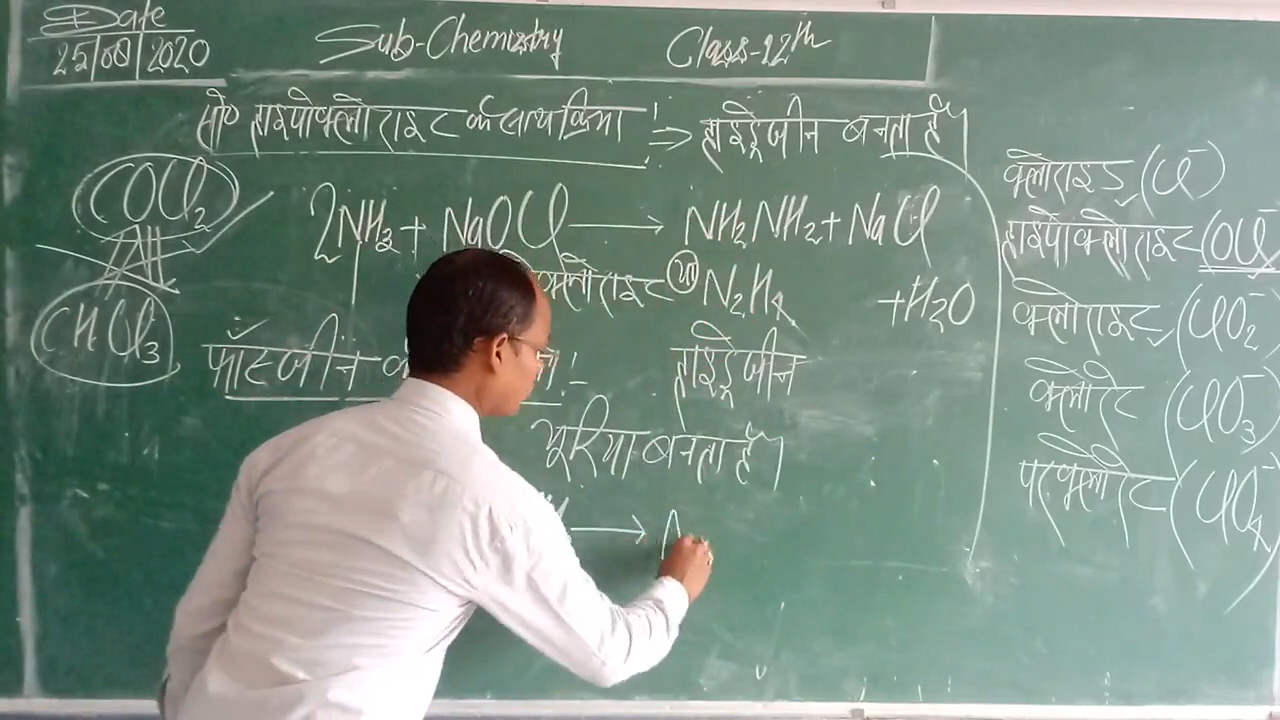 Date
25/08/2020
Sub-Chemistry
Class-12th
सो० हाइपोक्लोराइट के साथ क्रिया :⇒ हाइड्रेजीन बनता है।
COCl₂
2NH₃ + NaOCl ⟶ NH₂NH₂ + NaCl
+H₂O
क्लोराइट
(या) N₂H₄
हाइड्रेजीन
CHCl₃
फॉस्जीन
यूरिया बनता है।
⟶
क्लोराइड, (Cl⁻)
हाइपोक्लोराइट (OCl⁻
क्लोराइट, (ClO₂⁻
क्लोरेट (ClO₃⁻)
परक्लोरेट (ClO₄⁻)